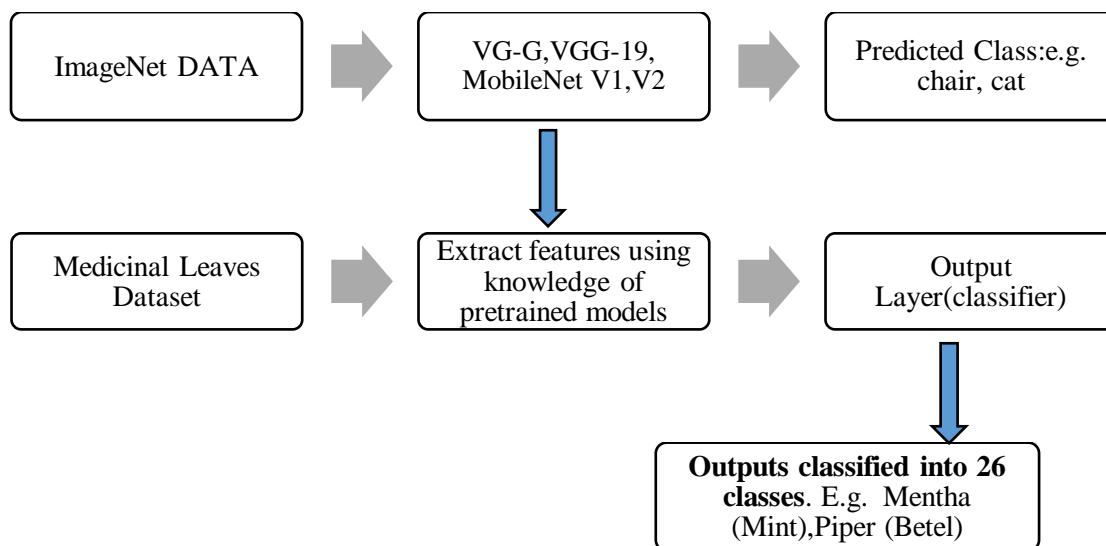 ImageNet DATA
VG-G,VGG-19,
MobileNet V1,V2
Predicted Class:e.g.
chair, cat
Medicinal Leaves
Dataset
Extract features using
knowledge of
pretrained models
Output
Layer(classifier)
Outputs classified into 26
classes. E.g. Mentha
(Mint),Piper (Betel)